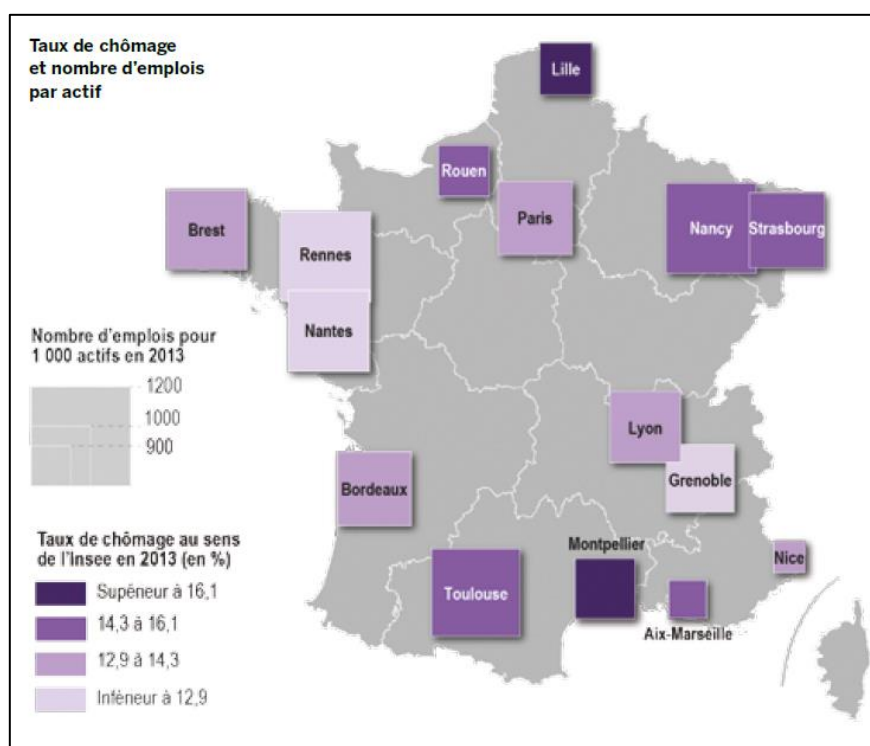 Taux de chômage
et nombre d'emplois
par actif
Lille
Rouen
Paris
Nancy
Strasbourg
Brest
Rennes
Nantes
Nombre d'emplois pour
1 000 actifs en 2013
1200
1000
900
Lyon
Grenoble
Bordeaux
Montpellier
Nice
Toulouse
Aix-Marseille
Taux de chômage au sens
de l'Insee en 2013 (en %)
Supérieur à 16,1
14,3 à 16,1
12,9 à 14,3
Inférieur à 12,9